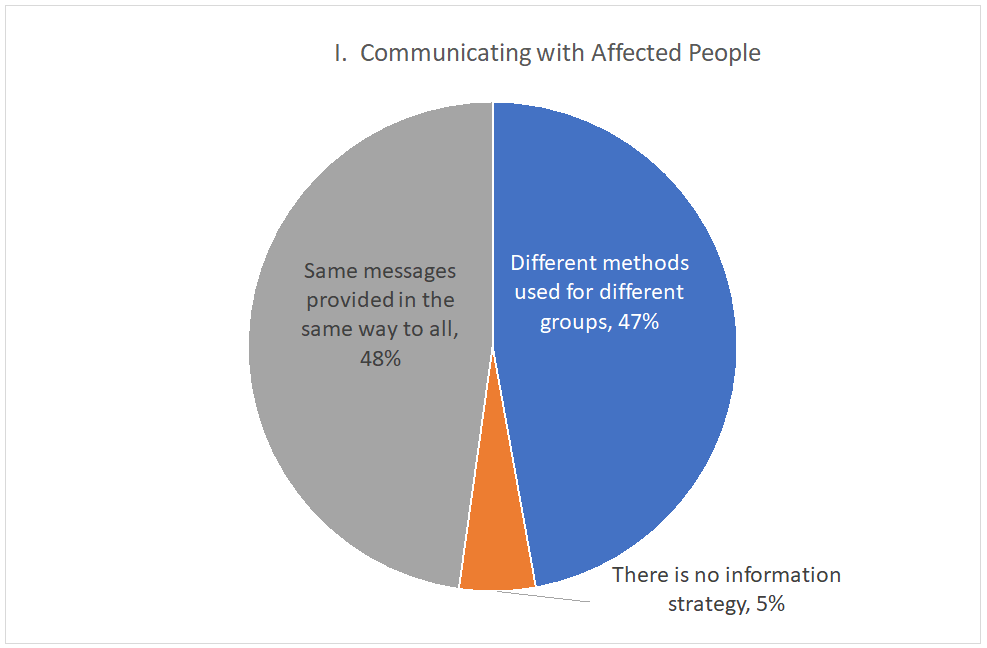 I. Communicating with Affected People
Different methods
used for different
groups, 47%
Same messages
provided in the
same way to all,
48%
There is no information
strategy, 5%